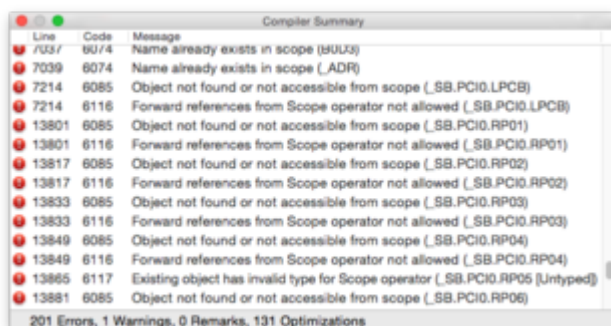 Compiler Summary
Line Code Message
7037 6074 Name already exists in scope (B0D3)
7039 6074 Name already exists in scope (_ADR)
7214 6085 Object not found or not accessible from scope (_SB.PCI0.LPCB)
7214 6116 Forward references from Scope operator not allowed (_SB.PCI0.LPCB)
13801 6085 Object not found or not accessible from scope (_SB.PCI0.RP01)
13801 6116 Forward references from Scope operator not allowed (_SB.PCI0.RP01)
13817 6085 Object not found or not accessible from scope (_SB.PCI0.RP02)
13817 6116 Forward references from Scope operator not allowed (_SB.PCI0.RP02)
13833 6085 Object not found or not accessible from scope (_SB.PCI0.RP03)
13833 6116 Forward references from Scope operator not allowed (_SB.PCI0.RP03)
13849 6085 Object not found or not accessible from scope (_SB.PCI0.RP04)
13849 6116 Forward references from Scope operator not allowed (_SB.PCI0.RP04)
13865 6117 Existing object has invalid type for Scope operator (_SB.PCI0.RP05 [Untyped])
13881 6085 Object not found or not accessible from scope (_SB.PCI0.RP06)
201 Errors, 1 Warnings, 0 Remarks, 131 Optimizations